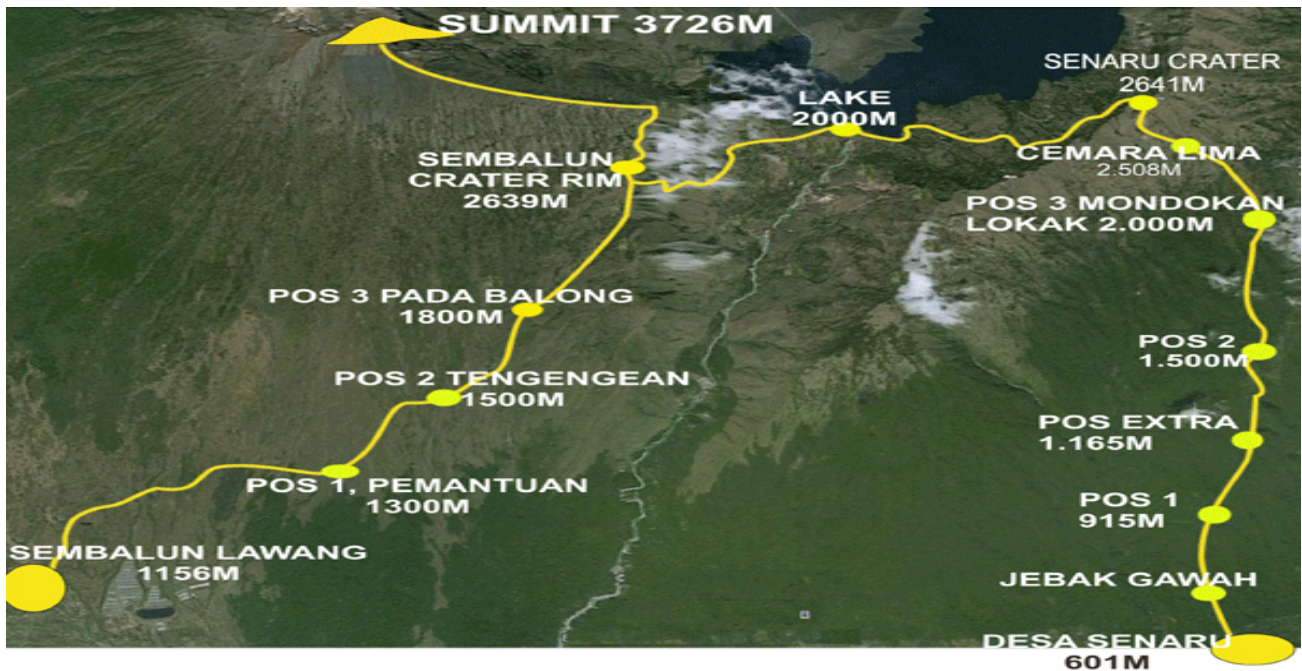 SUMMIT 3726M
SENARU CRATER
2641M
LAKE
2000M
CEMARA LIMA
2.508M
SEMBALUN
CRATER RIM
2639M
POS 3 MONDOKAN
LOKAK 2.000M
POS 3 PADA BALONG
1800M
POS 2
1.500M
POS 2 TENGENGEAN
1500M
POS EXTRA
1.165M
POS 1, PEMANTUAN
1300M
POS 1
915M
SEMBALUN LAWANG
1156M
JEBAK GAWAH
DESA SENARU
601M